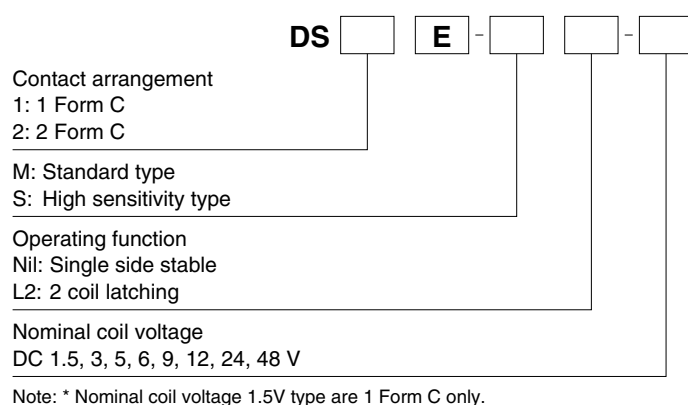 DS E - -
Contact arrangement
1: 1 Form C
2: 2 Form C
M: Standard type
S: High sensitivity type
Operating function
Nil: Single side stable
L2: 2 coil latching
Nominal coil voltage
DC 1.5, 3, 5, 6, 9, 12, 24, 48 V
Note: * Nominal coil voltage 1.5V type are 1 Form C only.